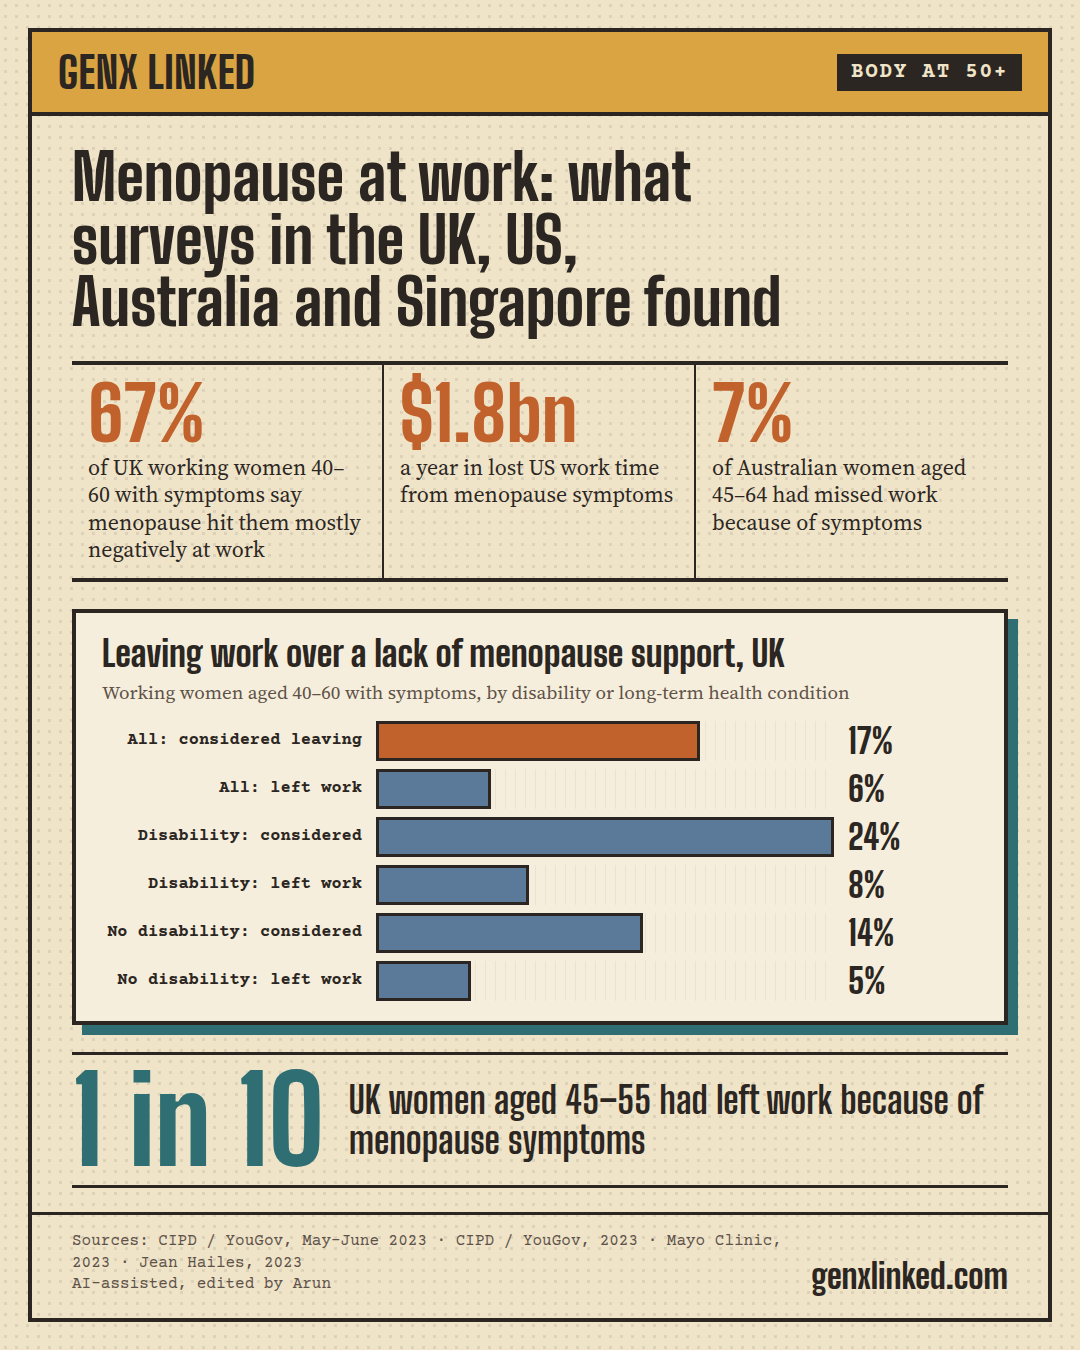 GENX LINKED
BODY AT 50+
Menopause at work: what
surveys in the UK, US,
Australia and Singapore found
67%
of UK working women 40–
60 with symptoms say
menopause hit them mostly
negatively at work
$1.8bn
a year in lost US work time
from menopause symptoms
7%
of Australian women aged
45–64 had missed work
because of symptoms
Leaving work over a lack of menopause support, UK
Working women aged 40–60 with symptoms, by disability or long-term health condition
All: considered leaving 17%
All: left work 6%
Disability: considered 24%
Disability: left work 8%
No disability: considered 14%
No disability: left work 5%
1 in 10
UK women aged 45–55 had left work because of
menopause symptoms
Sources: CIPD / YouGov, May-June 2023 · CIPD / YouGov, 2023 · Mayo Clinic,
2023 · Jean Hailes, 2023
AI-assisted, edited by Arun
genxlinked.com